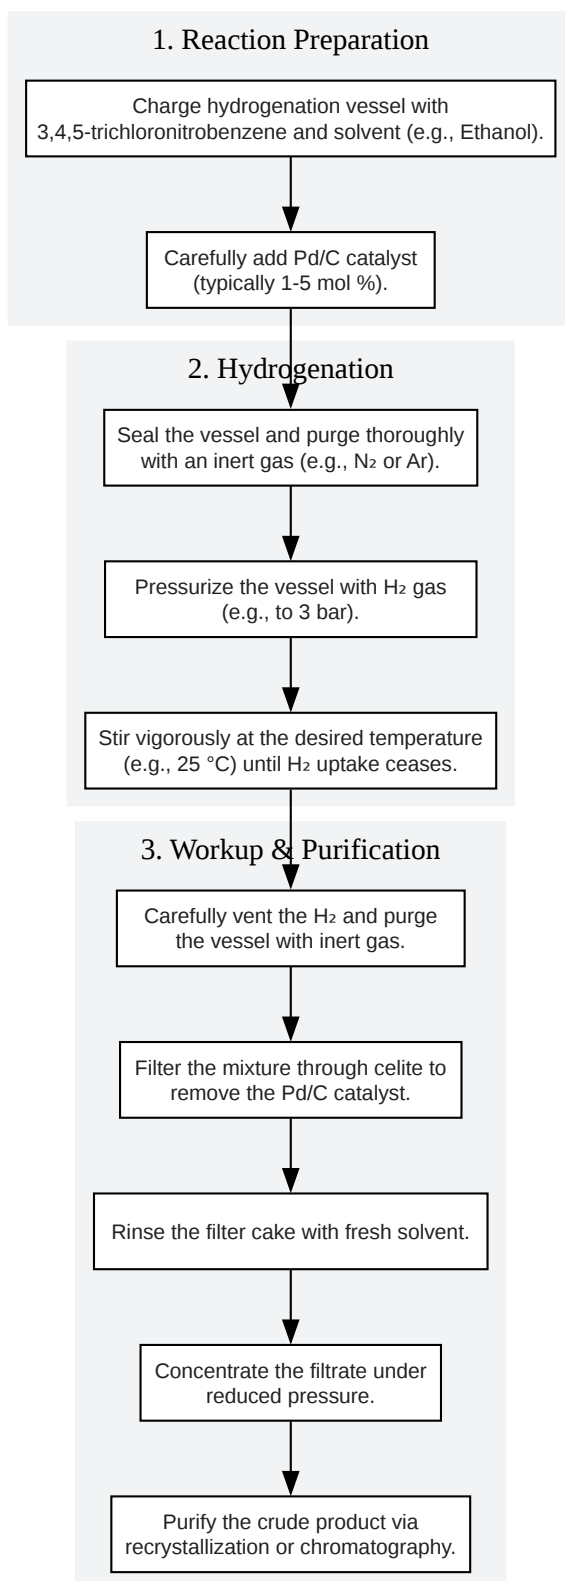 1. Reaction Preparation
Charge hydrogenation vessel with
3,4,5-trichloronitrobenzene and solvent (e.g., Ethanol).
Carefully add Pd/C catalyst
(typically 1-5 mol %).
2. Hydrogenation
Seal the vessel and purge thoroughly
with an inert gas (e.g., N₂ or Ar).
Pressurize the vessel with H₂ gas
(e.g., to 3 bar).
Stir vigorously at the desired temperature
(e.g., 25 °C) until H₂ uptake ceases.
3. Workup & Purification
Carefully vent the H₂ and purge
the vessel with inert gas.
Filter the mixture through celite to
remove the Pd/C catalyst.
Rinse the filter cake with fresh solvent.
Concentrate the filtrate under
reduced pressure.
Purify the crude product via
recrystallization or chromatography.